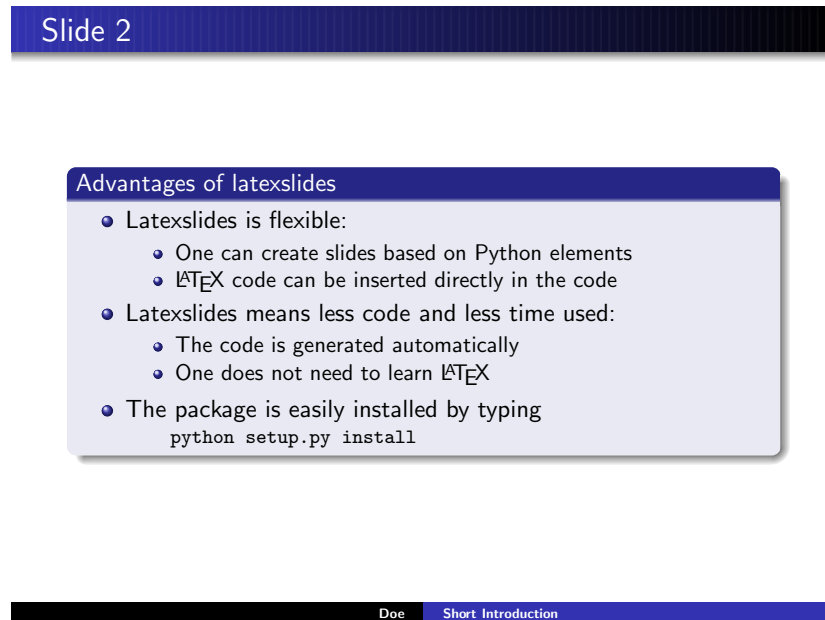 Slide 2
Advantages of latexslides
Latexslides is flexible:
One can create slides based on Python elements
LATEX code can be inserted directly in the code
Latexslides means less code and less time used:
The code is generated automatically
One does not need to learn LATEX
The package is easily installed by typing
python setup.py install
Doe Short Introduction